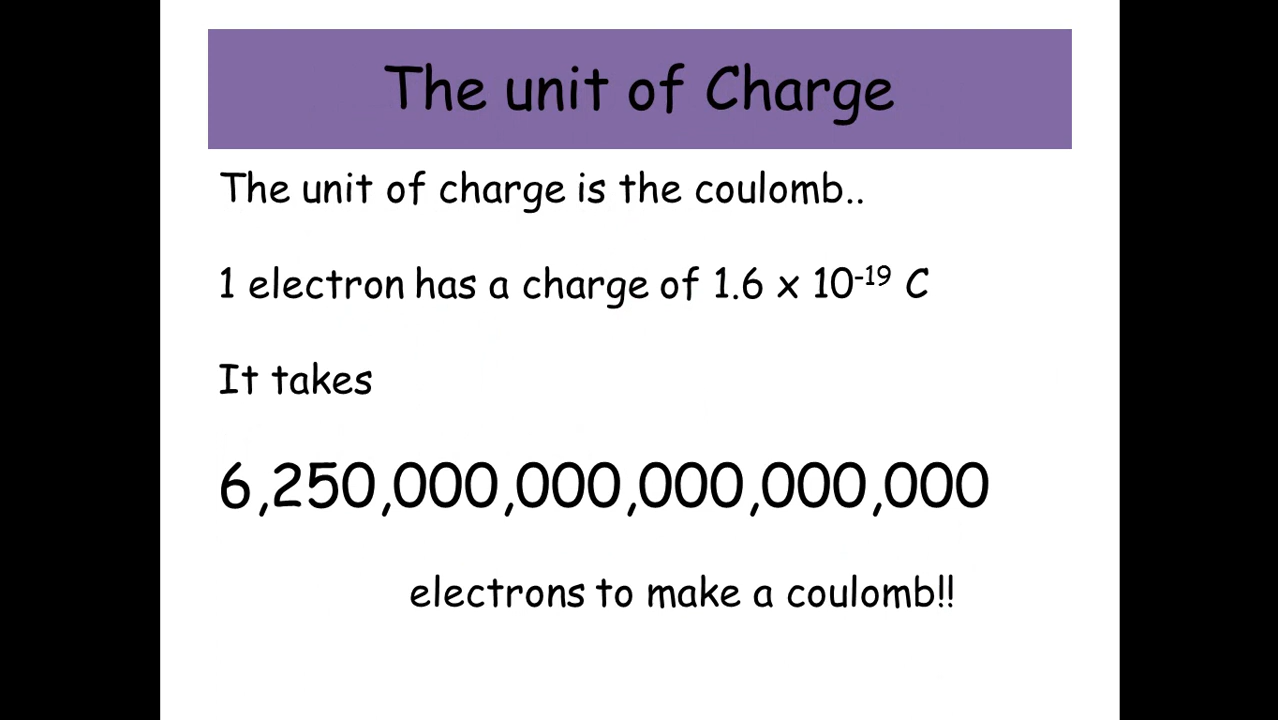 The unit of Charge
The unit of charge is the coulomb..
1 electron has a charge of 1.6 x 10⁻¹⁹ C
It takes
6,250,000,000,000,000,000
electrons to make a coulomb!!